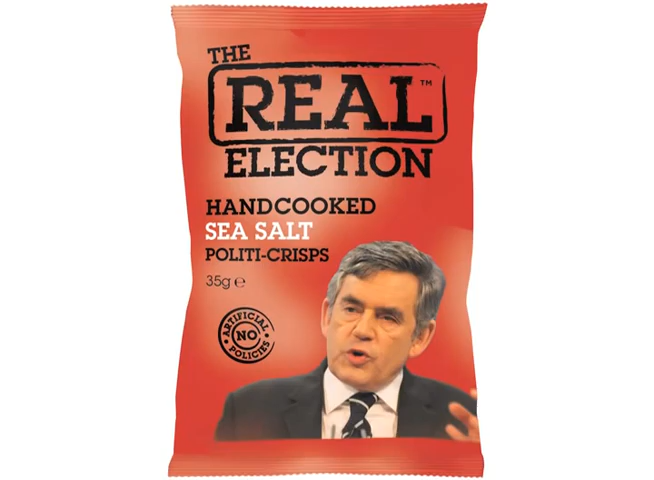 THE
REAL™
ELECTION
HANDCOOKED
SEA SALT
POLITI-CRISPS
35g ℮
ARTIFICIAL
NO
POLICIES